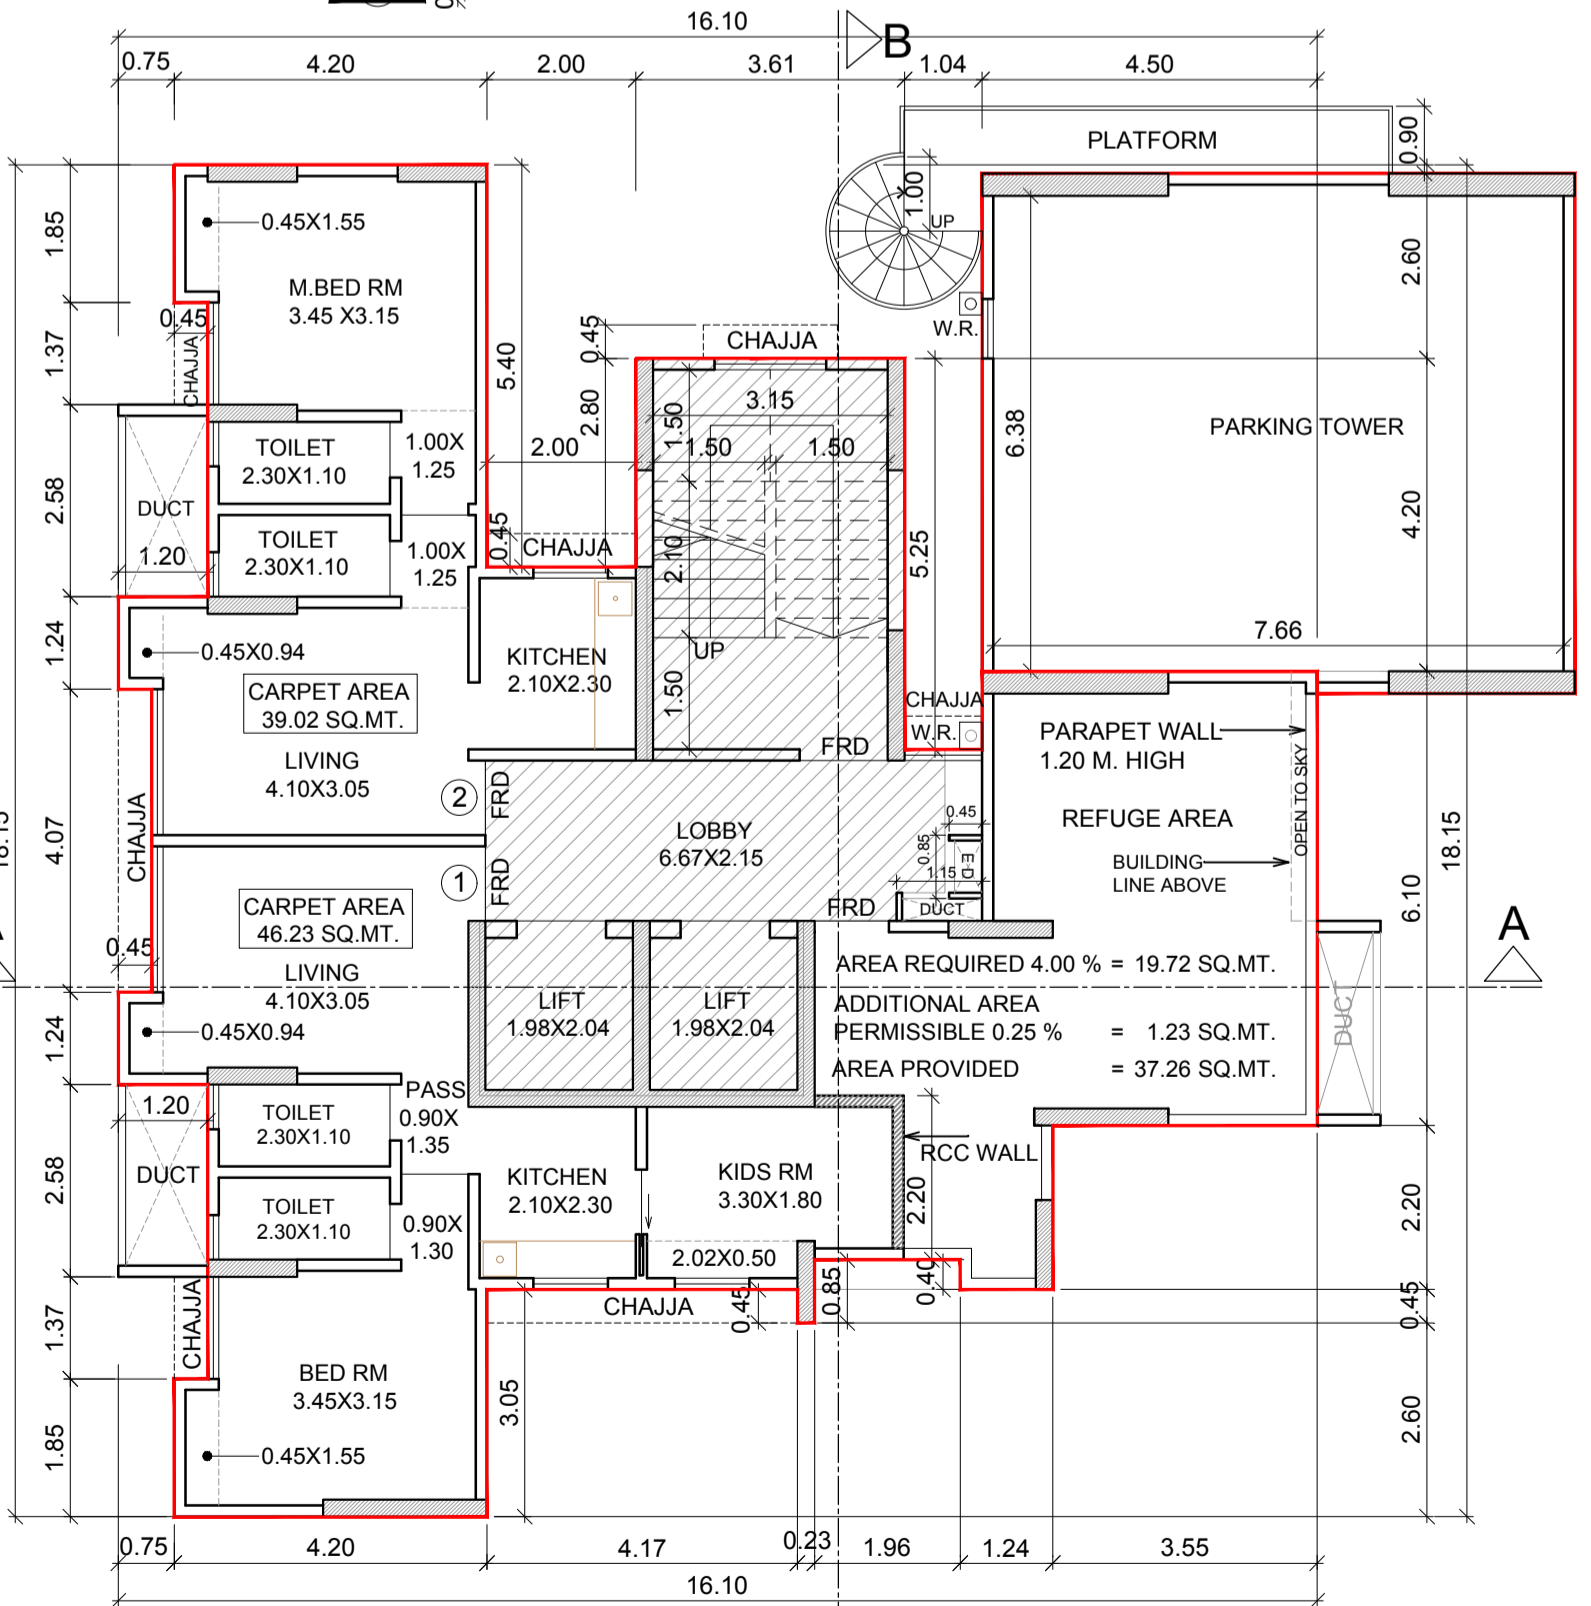 16.10
B
0.75
4.20
2.00
3.61
1.04
4.50
PLATFORM
0.90
1.00
UP
1.85
0.45X1.55
M.BED RM
3.45 X3.15
0.45
CHAJJA
1.37
5.40
0.45
2.80
CHAJJA
W.R.
2.60
3.15
1.50
1.50
1.50
2.00
6.38
PARKING TOWER
4.20
TOILET
2.30X1.10
1.00X
1.25
2.58
DUCT
1.20
TOILET
2.30X1.10
1.00X
1.25
0.45
CHAJJA
2.10
5.25
1.24
0.45X0.94
KITCHEN
2.10X2.30
UP
1.50
7.66
CARPET AREA
39.02 SQ.MT.
CHAJJA
W.R.
FRD
PARAPET WALL
1.20 M. HIGH
OPEN TO SKY
LIVING
4.10X3.05
2
FRD
CHAJJA
4.07
LOBBY
6.67X2.15
0.45
0.85
E.D
1.15
DUCT
REFUGE AREA
BUILDING
LINE ABOVE
18.15
18.15
1
FRD
FRD
CARPET AREA
46.23 SQ.MT.
0.45
LIVING
4.10X3.05
6.10
A
AREA REQUIRED 4.00 % = 19.72 SQ.MT.
ADDITIONAL AREA
PERMISSIBLE 0.25 % = 1.23 SQ.MT.
AREA PROVIDED = 37.26 SQ.MT.
DUCT
LIFT
1.98X2.04
LIFT
1.98X2.04
0.45X0.94
1.24
1.20
TOILET
2.30X1.10
PASS
0.90X
1.35
RCC WALL
2.58
DUCT
KITCHEN
2.10X2.30
KIDS RM
3.30X1.80
2.20
2.20
TOILET
2.30X1.10
0.90X
1.30
2.02X0.50
CHAJJA
1.37
CHAJJA
0.45
0.85
0.40
0.45
BED RM
3.45X3.15
3.05
2.60
1.85
0.45X1.55
0.75
4.20
4.17
0.23
1.96
1.24
3.55
16.10